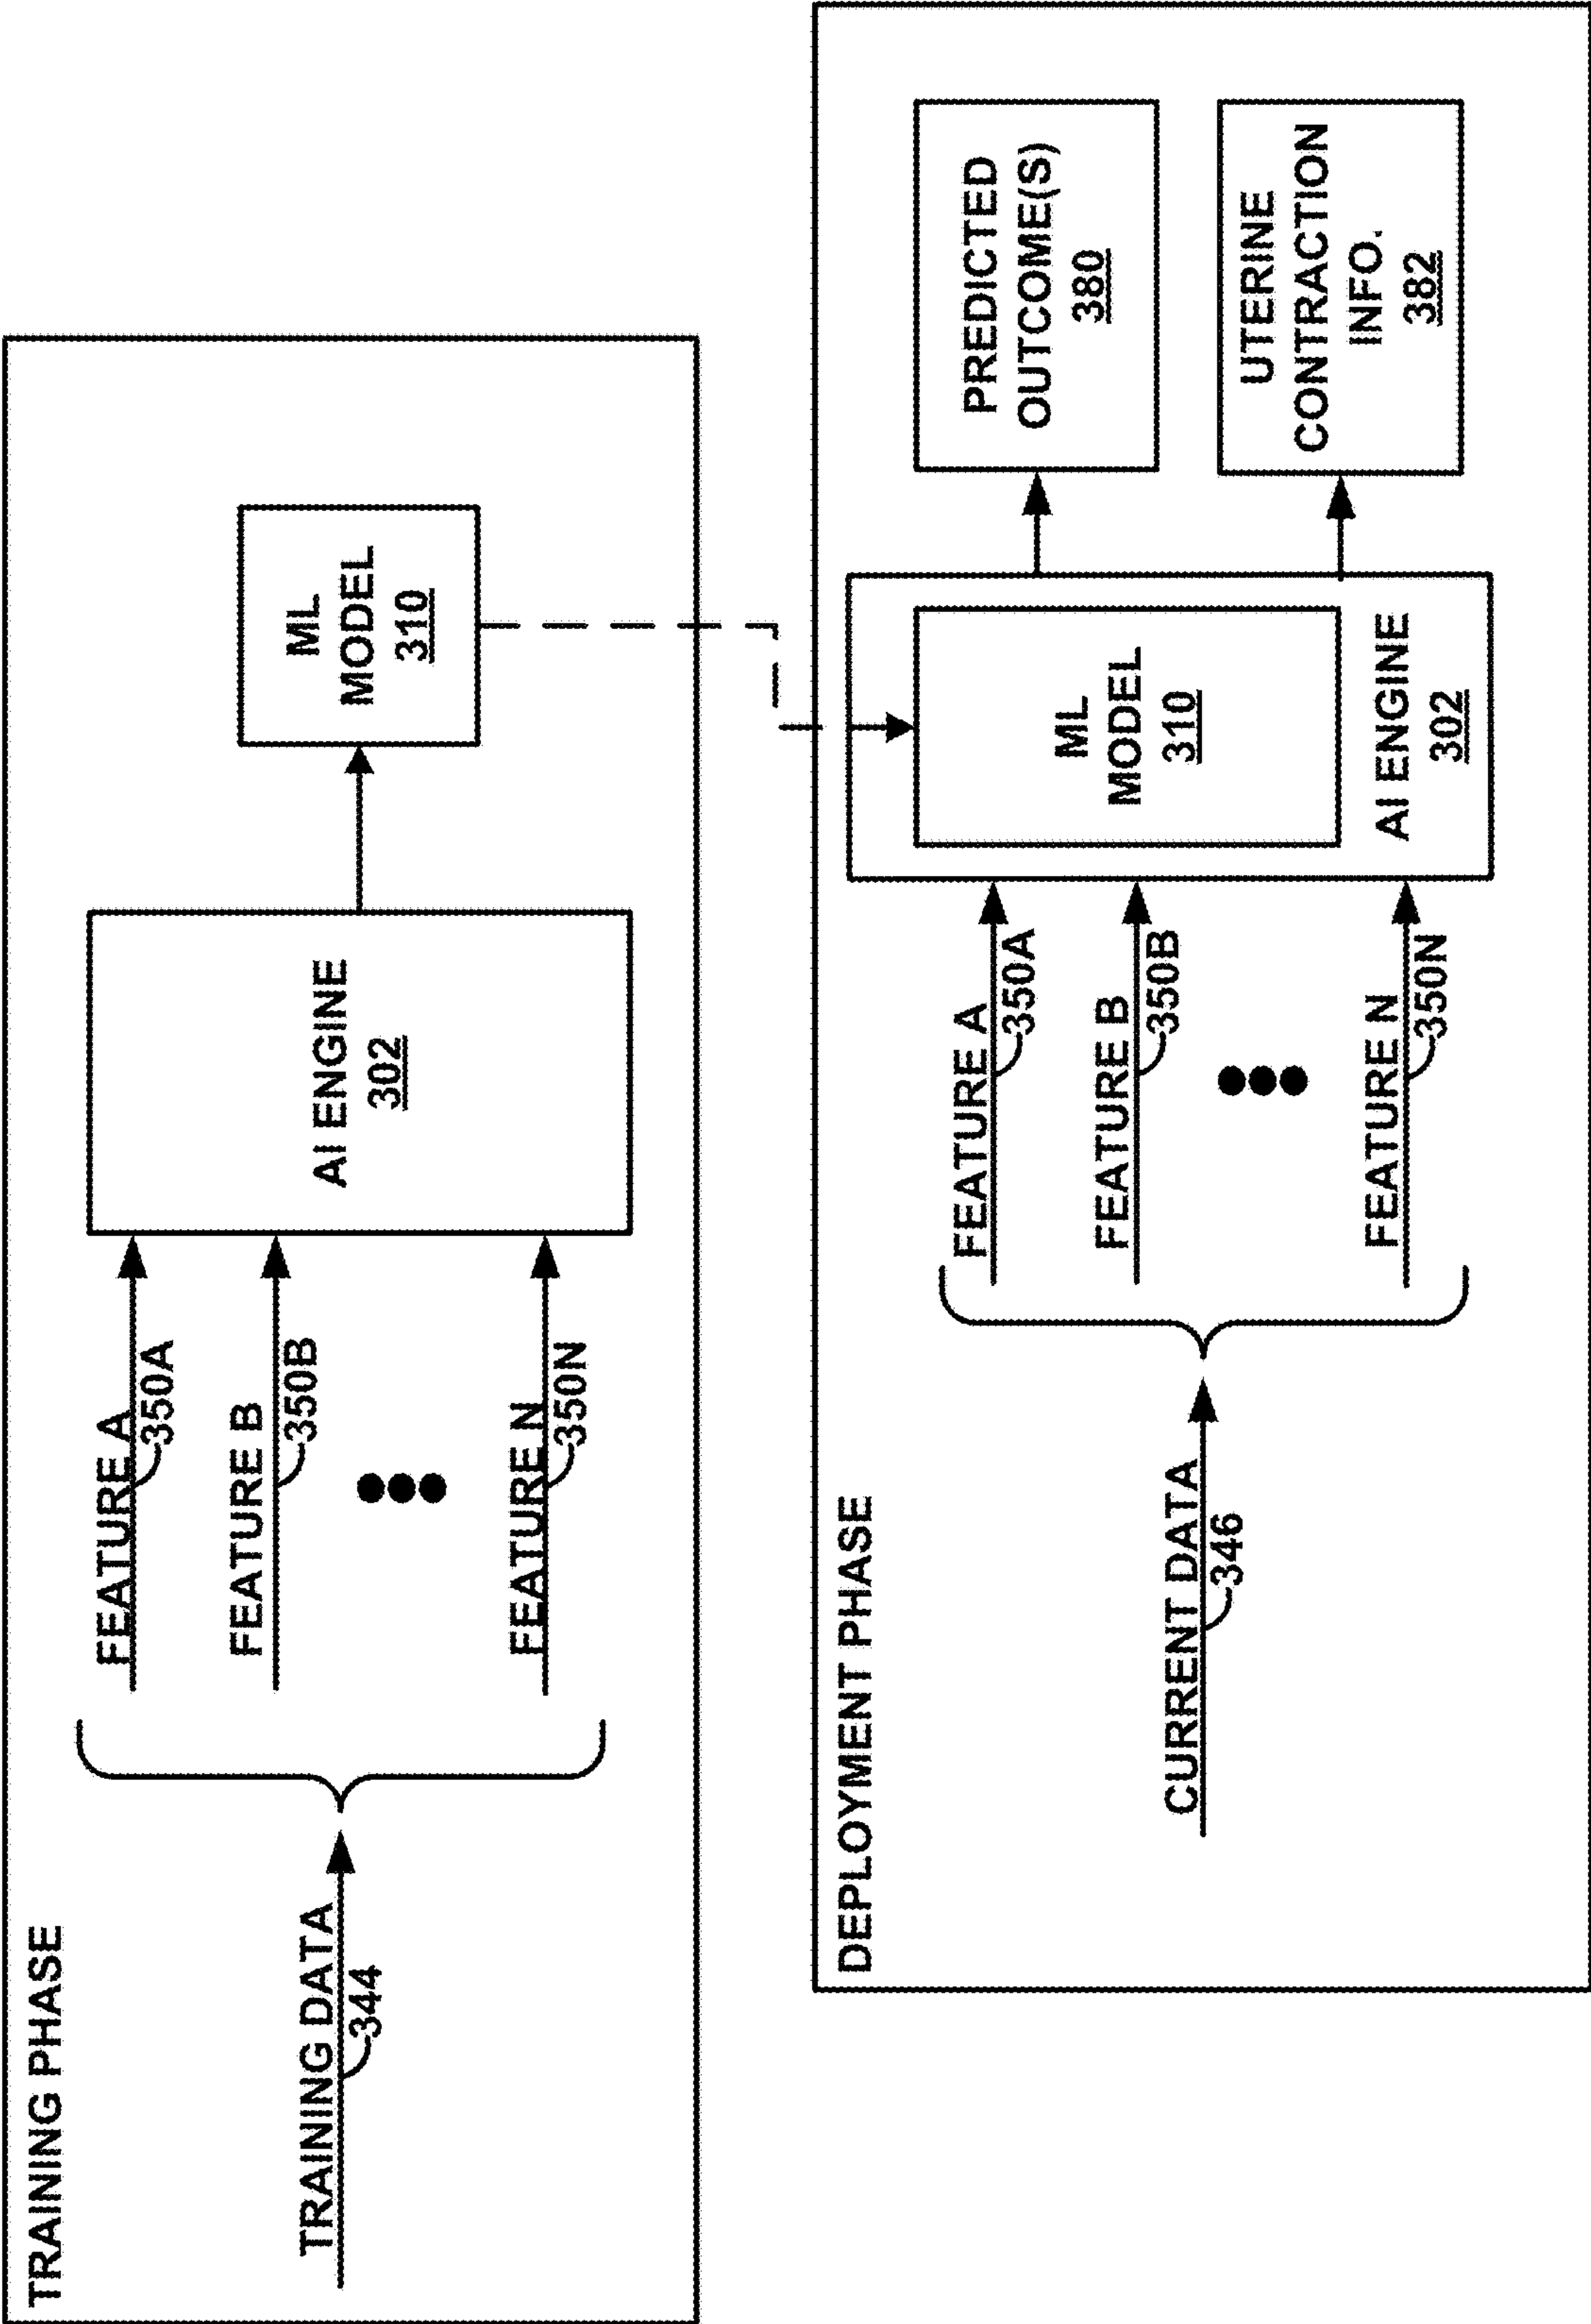 TRAINING PHASE
TRAINING DATA
344
FEATURE A
350A
FEATURE B
350B
FEATURE N
350N
AI ENGINE
302
ML
MODEL
310
DEPLOYMENT PHASE
CURRENT DATA
346
FEATURE A
350A
FEATURE B
350B
FEATURE N
350N
ML
MODEL
310
AI ENGINE
302
PREDICTED
OUTCOME(S)
380
UTERINE
CONTRACTION
INFO.
382